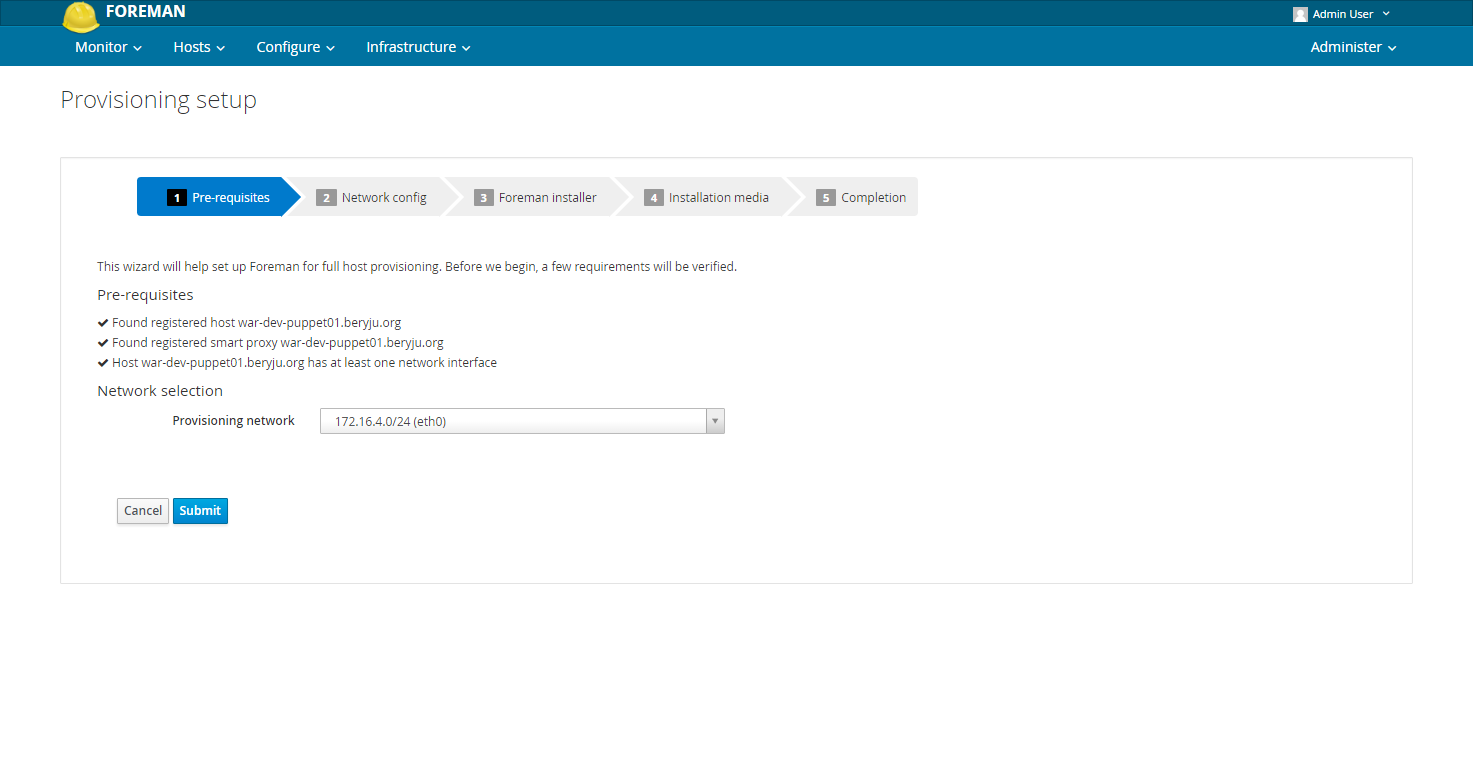 FOREMAN
Admin User
Monitor Hosts Configure Infrastructure Administer
Provisioning setup
1 Pre-requisites 2 Network config 3 Foreman installer 4 Installation media 5 Completion
This wizard will help set up Foreman for full host provisioning. Before we begin, a few requirements will be verified.
Pre-requisites
Found registered host war-dev-puppet01.beryju.org
Found registered smart proxy war-dev-puppet01.beryju.org
Host war-dev-puppet01.beryju.org has at least one network interface
Network selection
Provisioning network 172.16.4.0/24 (eth0)
Cancel Submit